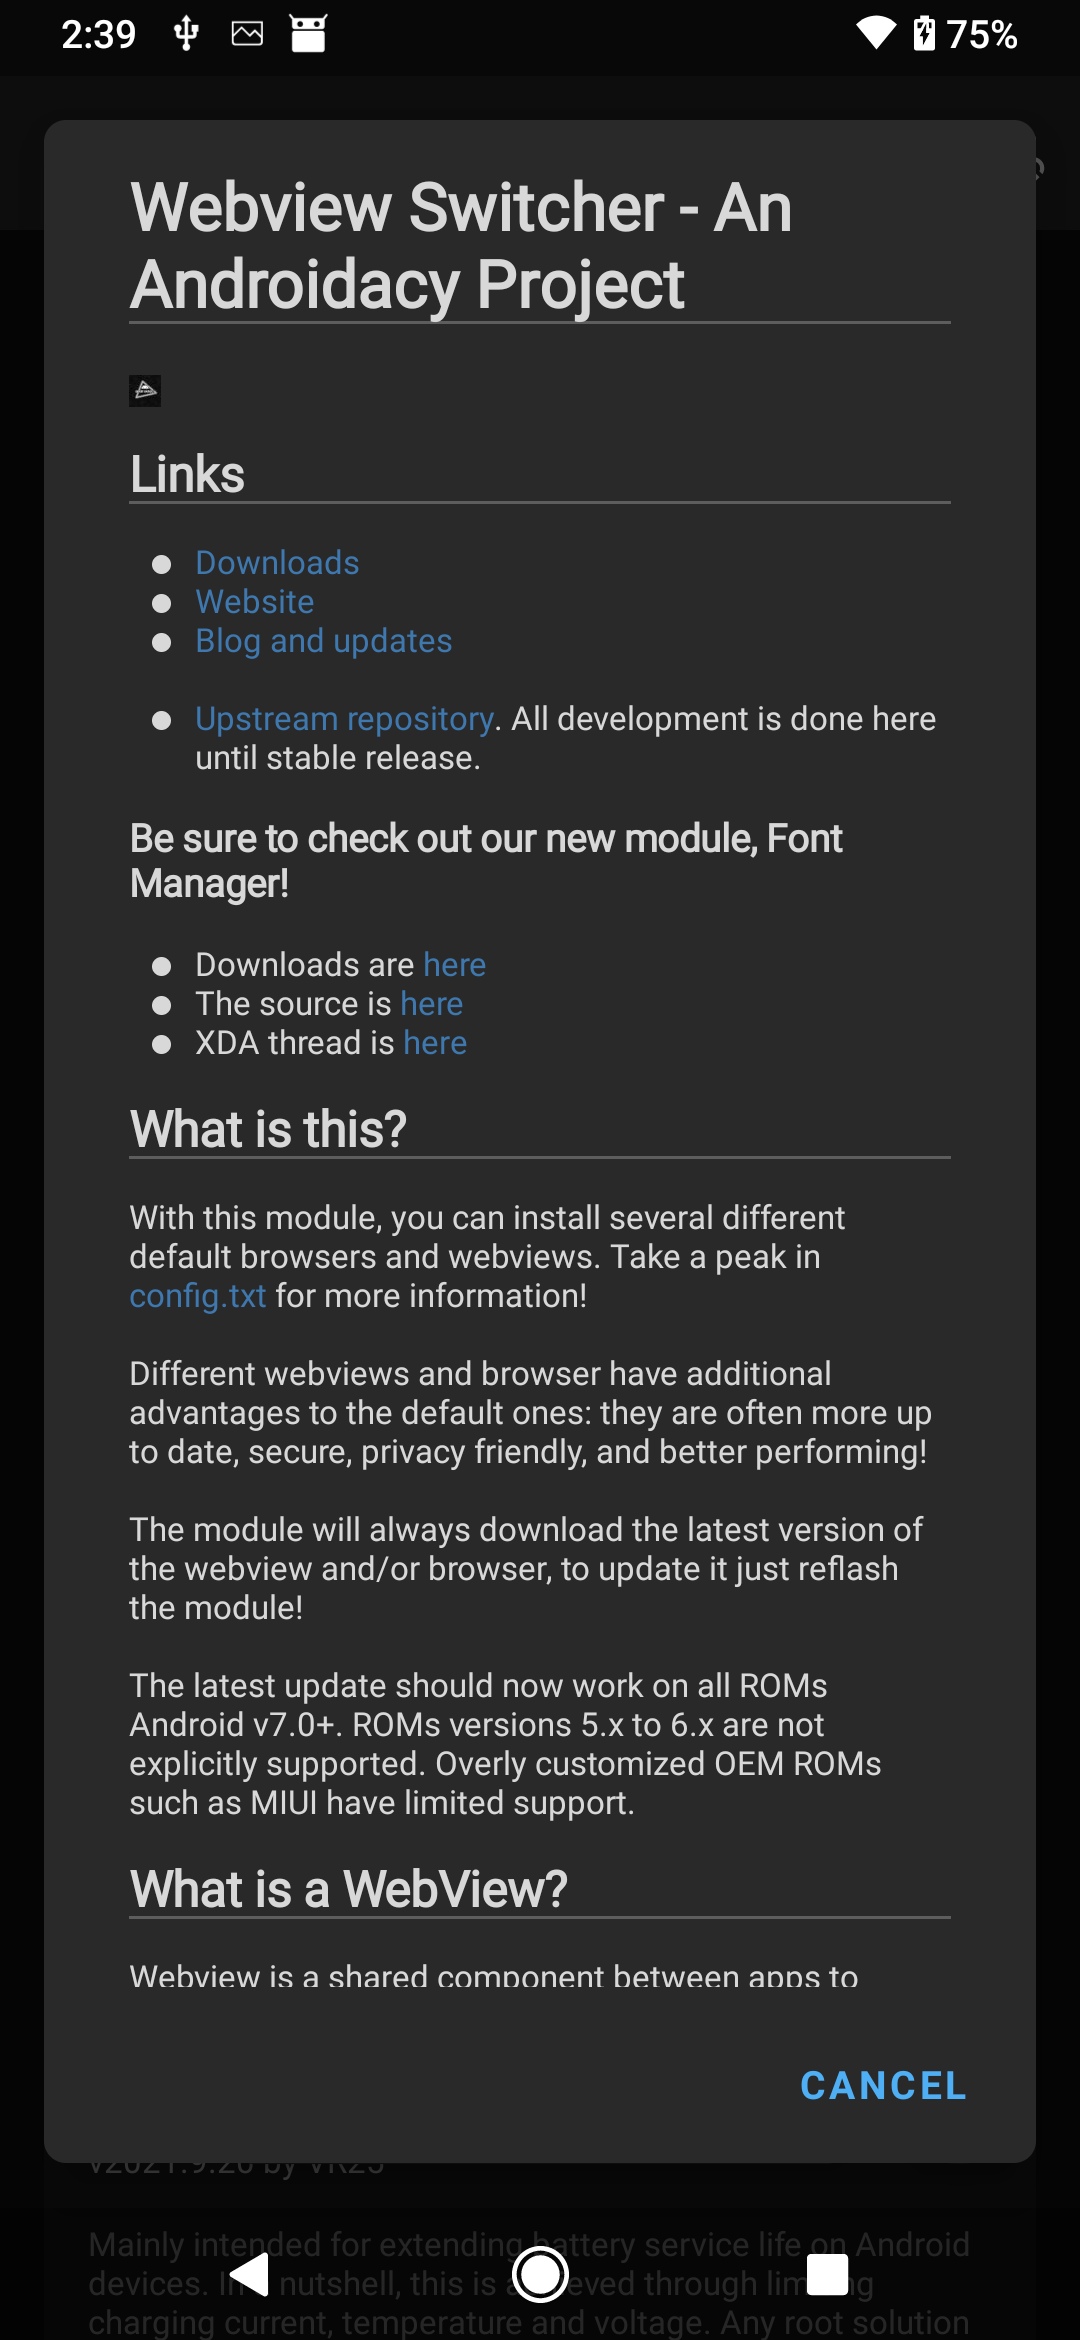 2:39
75%
Webview Switcher - An
Androidacy Project
Links
Downloads
Website
Blog and updates
Upstream repository. All development is done here
until stable release.
Be sure to check out our new module, Font
Manager!
Downloads are here
The source is here
XDA thread is here
What is this?
With this module, you can install several different
default browsers and webviews. Take a peak in
config.txt for more information!
Different webviews and browser have additional
advantages to the default ones: they are often more up
to date, secure, privacy friendly, and better performing!
The module will always download the latest version of
the webview and/or browser, to update it just reflash
the module!
The latest update should now work on all ROMs
Android v7.0+. ROMs versions 5.x to 6.x are not
explicitly supported. Overly customized OEM ROMs
such as MIUI have limited support.
What is a WebView?
Webview is a shared component between apps to
CANCEL
v2021.9.20 by VR25
Mainly intended for extending battery service life on Android
devices. In nutshell, this is through
charging current, temperature and voltage. Any root solution